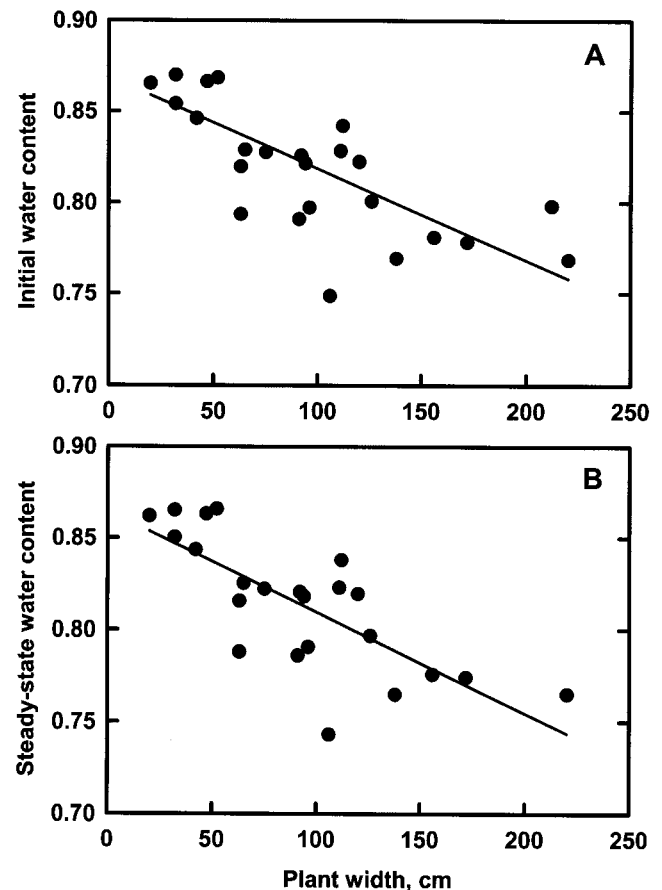 0.90
A
0.85
0.80
0.75
0.70
Initial water content
0 50 100 150 200 250
0.90
B
0.85
0.80
0.75
0.70
Steady-state water content
0 50 100 150 200 250
Plant width, cm